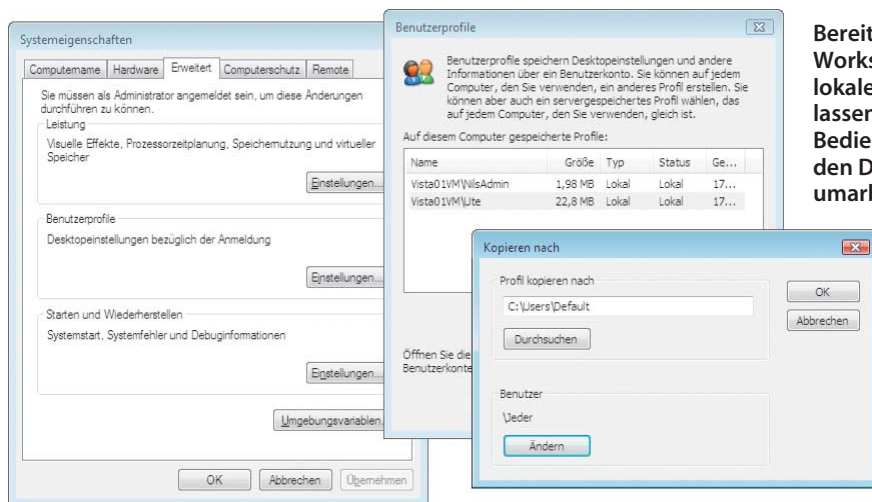 Systemeigenschaften
Computername Hardware Erweitert Computerschutz Remote
Sie müssen als Administrator angemeldet sein, um diese Änderungen
durchführen zu können.
Leistung
Visuelle Effekte, Prozessorzeitplanung, Speichernutzung und virtueller
Speicher
Einstellungen...
Benutzerprofile
Desktopeinstellungen bezüglich der Anmeldung
Einstellungen...
Starten und Wiederherstellen
Systemstart, Systemfehler und Debuginformationen
Einstellungen...
Umgebungsvariablen.
OK Abbrechen Übernehmen
Benutzerprofile
Benutzerprofile speichern Desktopeinstellungen und andere
Informationen über ein Benutzerkonto. Sie können auf jedem
Computer, den Sie verwenden, ein anderes Profil erstellen. Sie
können aber auch ein servergespeichertes Profil wählen, das
auf jedem Computer, den Sie verwenden, gleich ist.
Auf diesem Computer gespeicherte Profile:
Name Größe Typ Status Ge...
Vista01VM\NilsAdmin 1,98 MB Lokal Lokal 17...
Vista01VM\Ute 22,8 MB Lokal Lokal 17...
Öffnen Sie die
Benutzerkonte
Kopieren nach
Profil kopieren nach
C:\Users\Default
Durchsuchen
OK
Abbrechen
Benutzer
\Jeder
Ändern
Bereit
Works
lokale
lassen
Bedie
den D
umarl